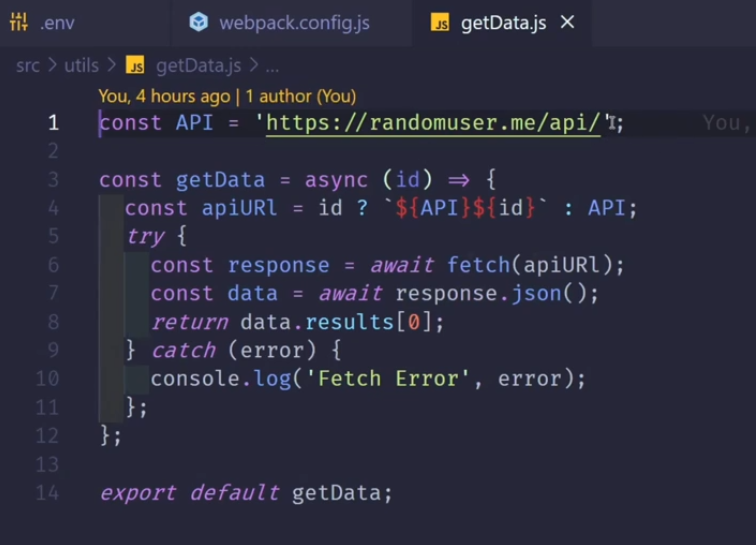 .env webpack.config.js JS getData.js ×
src > utils > JS getData.js > ...
You, 4 hours ago | 1 author (You)
1 const API = 'https://randomuser.me/api/'; You,
2
3 const getData = async (id) => {
4 const apiURl = id ? `${API}${id}` : API;
5 try {
6 const response = await fetch(apiURl);
7 const data = await response.json();
8 return data.results[0];
9 } catch (error) {
10 console.log('Fetch Error', error);
11 };
12 };
13
14 export default getData;